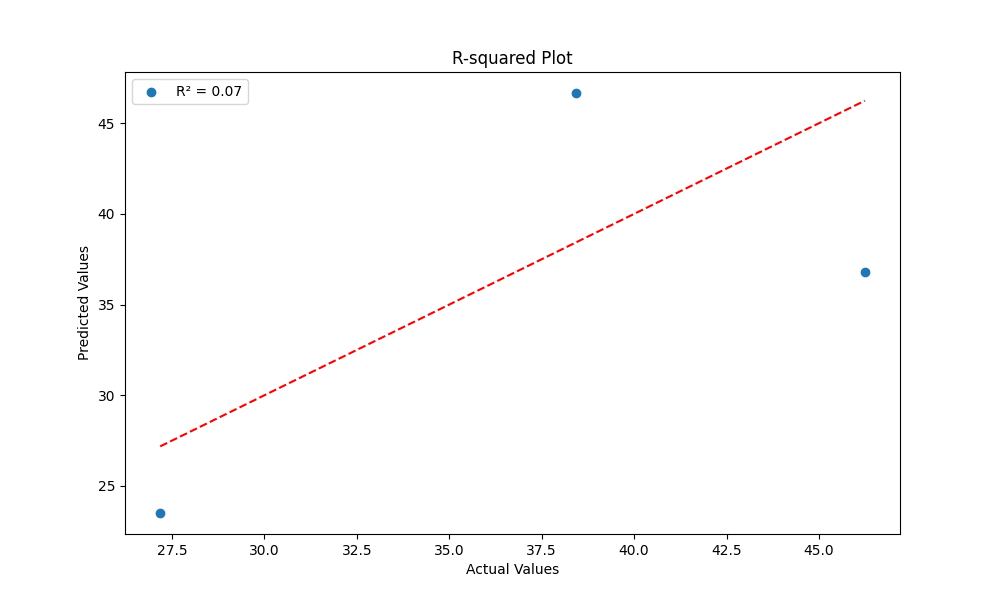 R-squared Plot
R² = 0.07
45
40
35
30
25
Predicted Values
27.5 30.0 32.5 35.0 37.5 40.0 42.5 45.0
Actual Values